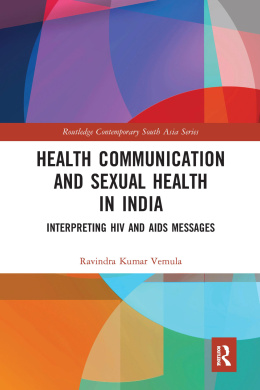 Routledge Contemporary South Asia Series
HEALTH COMMUNICATION
AND SEXUAL HEALTH
IN INDIA
INTERPRETING HIV AND AIDS MESSAGES
Ravindra Kumar Vemula
R
ROUTLEDGE